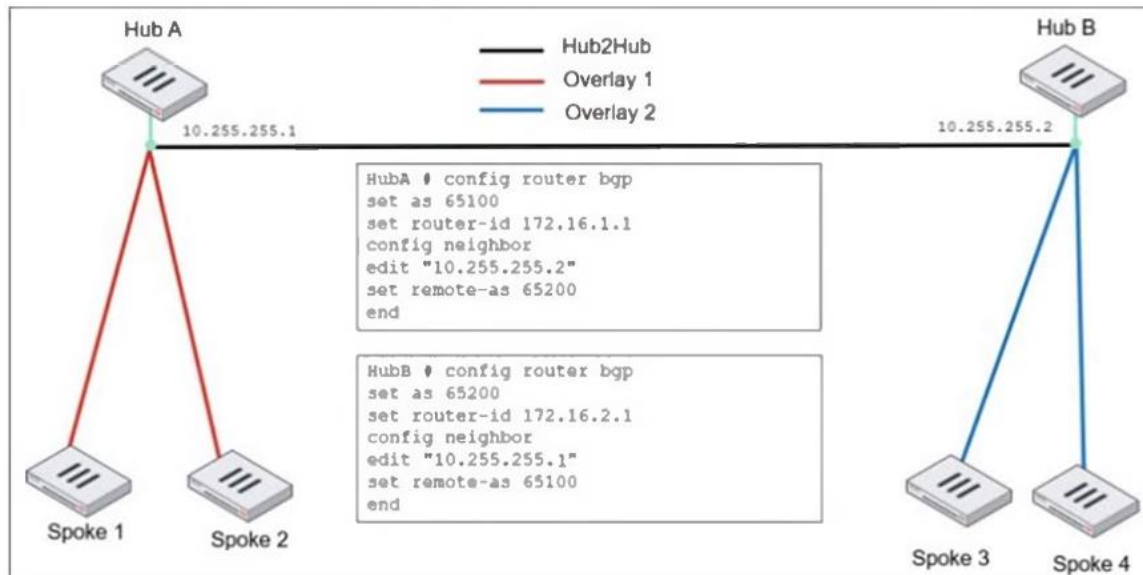 Hub A
Hub B
Hub2Hub
Overlay 1
Overlay 2
10.255.255.1
10.255.255.2
HubA # config router bgp
set as 65100
set router-id 172.16.1.1
config neighbor
edit "10.255.255.2"
set remote-as 65200
end
HubB # config router bgp
set as 65200
set router-id 172.16.2.1
config neighbor
edit "10.255.255.1"
set remote-as 65100
end
Spoke 1
Spoke 2
Spoke 3
Spoke 4